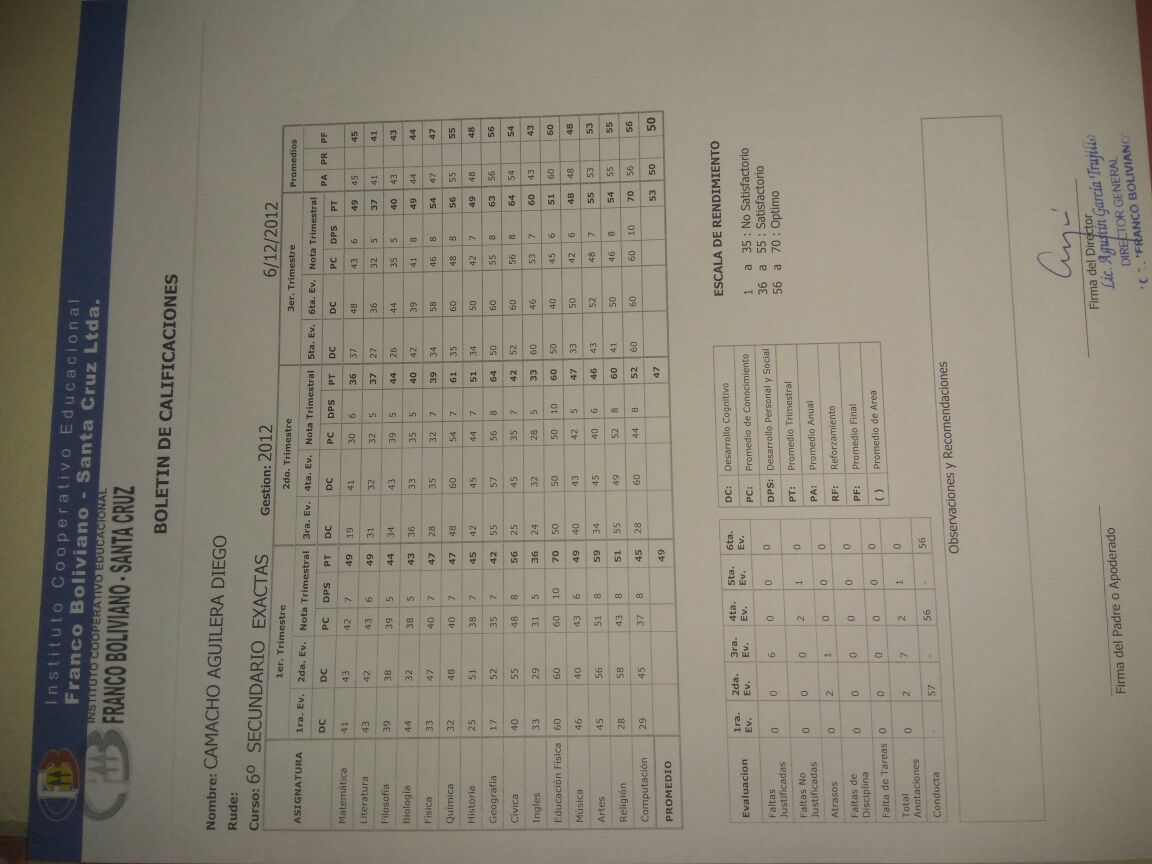 Instituto Cooperativo Educacional
Franco Boliviano - Santa Cruz Ltda.
INSTITUTO COOPERATIVO EDUCACIONAL
FRANCO BOLIVIANO - SANTA CRUZ
BOLETIN DE CALIFICACIONES
Nombre: CAMACHO AGUILERA DIEGO
Rude:
Curso: 6º SECUNDARIO EXACTAS Gestion: 2012 6/12/2012
ASIGNATURA 1er. Trimestre 2do. Trimestre 3er. Trimestre Promedios
1ra. Ev. 2da. Ev. Nota Trimestral 3ra. Ev. 4ta. Ev. Nota Trimestral 5ta. Ev. 6ta. Ev. Nota Trimestral
DC DC PC DPS PT DC DC PC DPS PT DC DC PC DPS PT PA PR PF
Matemática 41 43 42 7 49 19 41 30 6 36 37 48 43 6 49 45 45
Literatura 43 42 43 6 49 31 32 32 5 37 27 36 32 5 37 41 41
Filosofía 39 38 39 5 44 34 43 39 5 44 26 44 35 5 40 43 43
Biología 44 32 38 5 43 36 33 35 5 40 42 39 41 8 49 44 44
Física 33 47 40 7 47 28 35 32 7 39 34 58 46 8 54 47 47
Química 32 48 40 7 47 48 60 54 7 61 35 60 48 8 56 55 55
Historia 25 51 38 7 45 42 45 44 7 51 34 50 42 7 49 48 48
Geografía 17 52 35 7 42 55 57 56 8 64 50 60 55 8 63 56 56
Cívica 40 55 48 8 56 25 45 35 7 42 52 60 56 8 64 54 54
Ingles 33 29 31 5 36 24 32 28 5 33 60 46 53 7 60 43 43
Educación Física 60 60 60 10 70 50 50 50 10 60 50 40 45 6 51 60 60
Música 46 40 43 6 49 40 43 42 5 47 33 50 42 6 48 48 48
Artes 45 56 51 8 59 34 45 40 6 46 43 52 48 7 55 53 53
Religión 28 58 43 8 51 55 49 52 8 60 41 50 46 8 54 55 55
Computación 29 45 37 8 45 28 60 44 8 52 60 60 60 10 70 56 56
PROMEDIO 49 47 53 50 50
Evaluacion 1ra. Ev. 2da. Ev. 3ra. Ev. 4ta. Ev. 5ta. Ev. 6ta. Ev.
Faltas Justificadas 0 0 6 0 0 0
Faltas No Justificadas 0 0 0 2 1 0
Atrasos 0 2 1 0 0 0
Faltas de Disciplina 0 0 0 0 0 0
Falta de Tareas 0 0 0 0 0 0
Total Anotaciones 0 2 7 2 1 0
Conducta - 57 - 56 - 56
DC: Desarrollo Cognitivo
PC: Promedio de Conocimiento
DPS: Desarrollo Personal y Social
PT: Promedio Trimestral
PA: Promedio Anual
RF: Reforzamiento
PF: Promedio Final
( ) Promedio de Area
ESCALA DE RENDIMIENTO
1 a 35 : No Satisfactorio
36 a 55 : Satisfactorio
56 a 70 : Optimo
Observaciones y Recomendaciones
Firma del Padre o Apoderado
Firma del Director
Lic. Agustin García Trujillo
DIRECTOR GENERAL
"FRANCO BOLIVIANO"